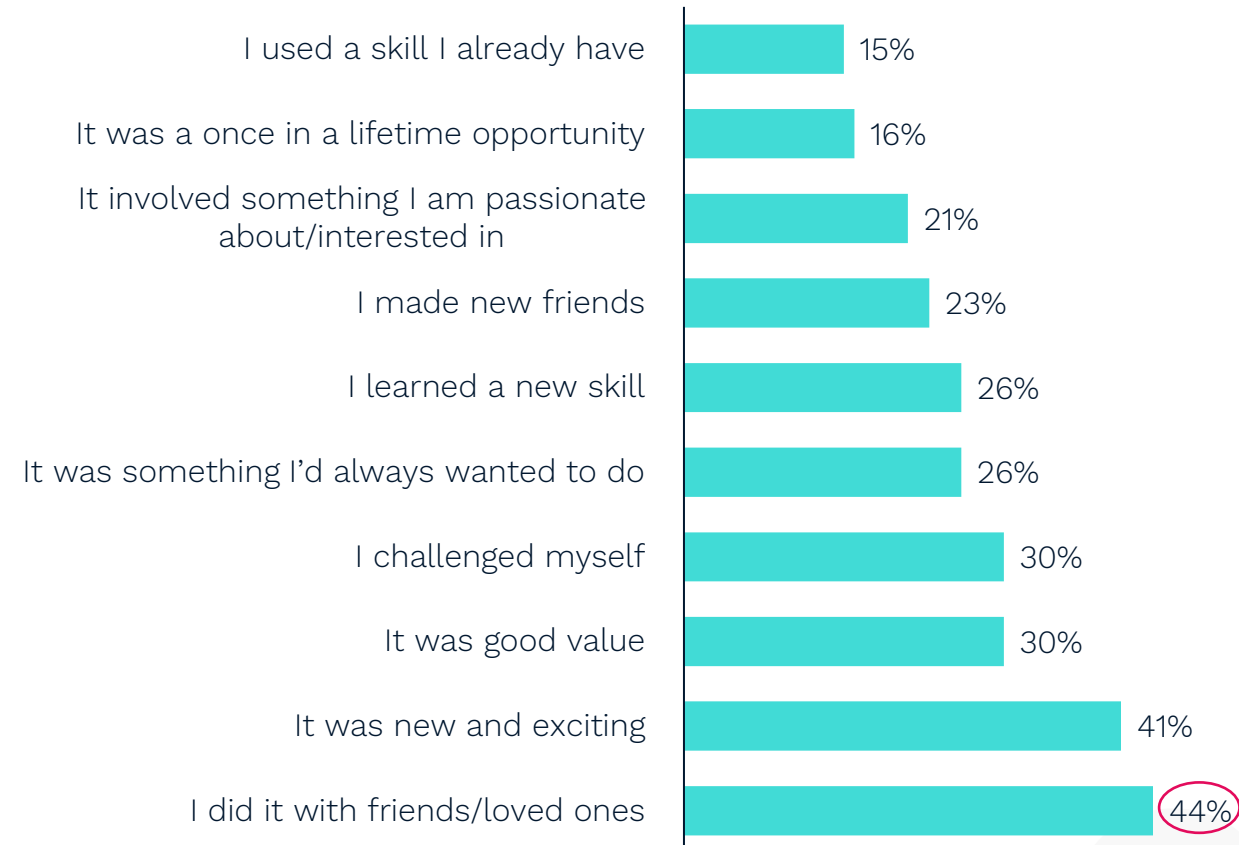 I used a skill I already have
15%
It was a once in a lifetime opportunity
16%
It involved something I am passionate
about/interested in
21%
I made new friends
23%
I learned a new skill
26%
It was something I’d always wanted to do
26%
I challenged myself
30%
It was good value
30%
It was new and exciting
41%
I did it with friends/loved ones
44%